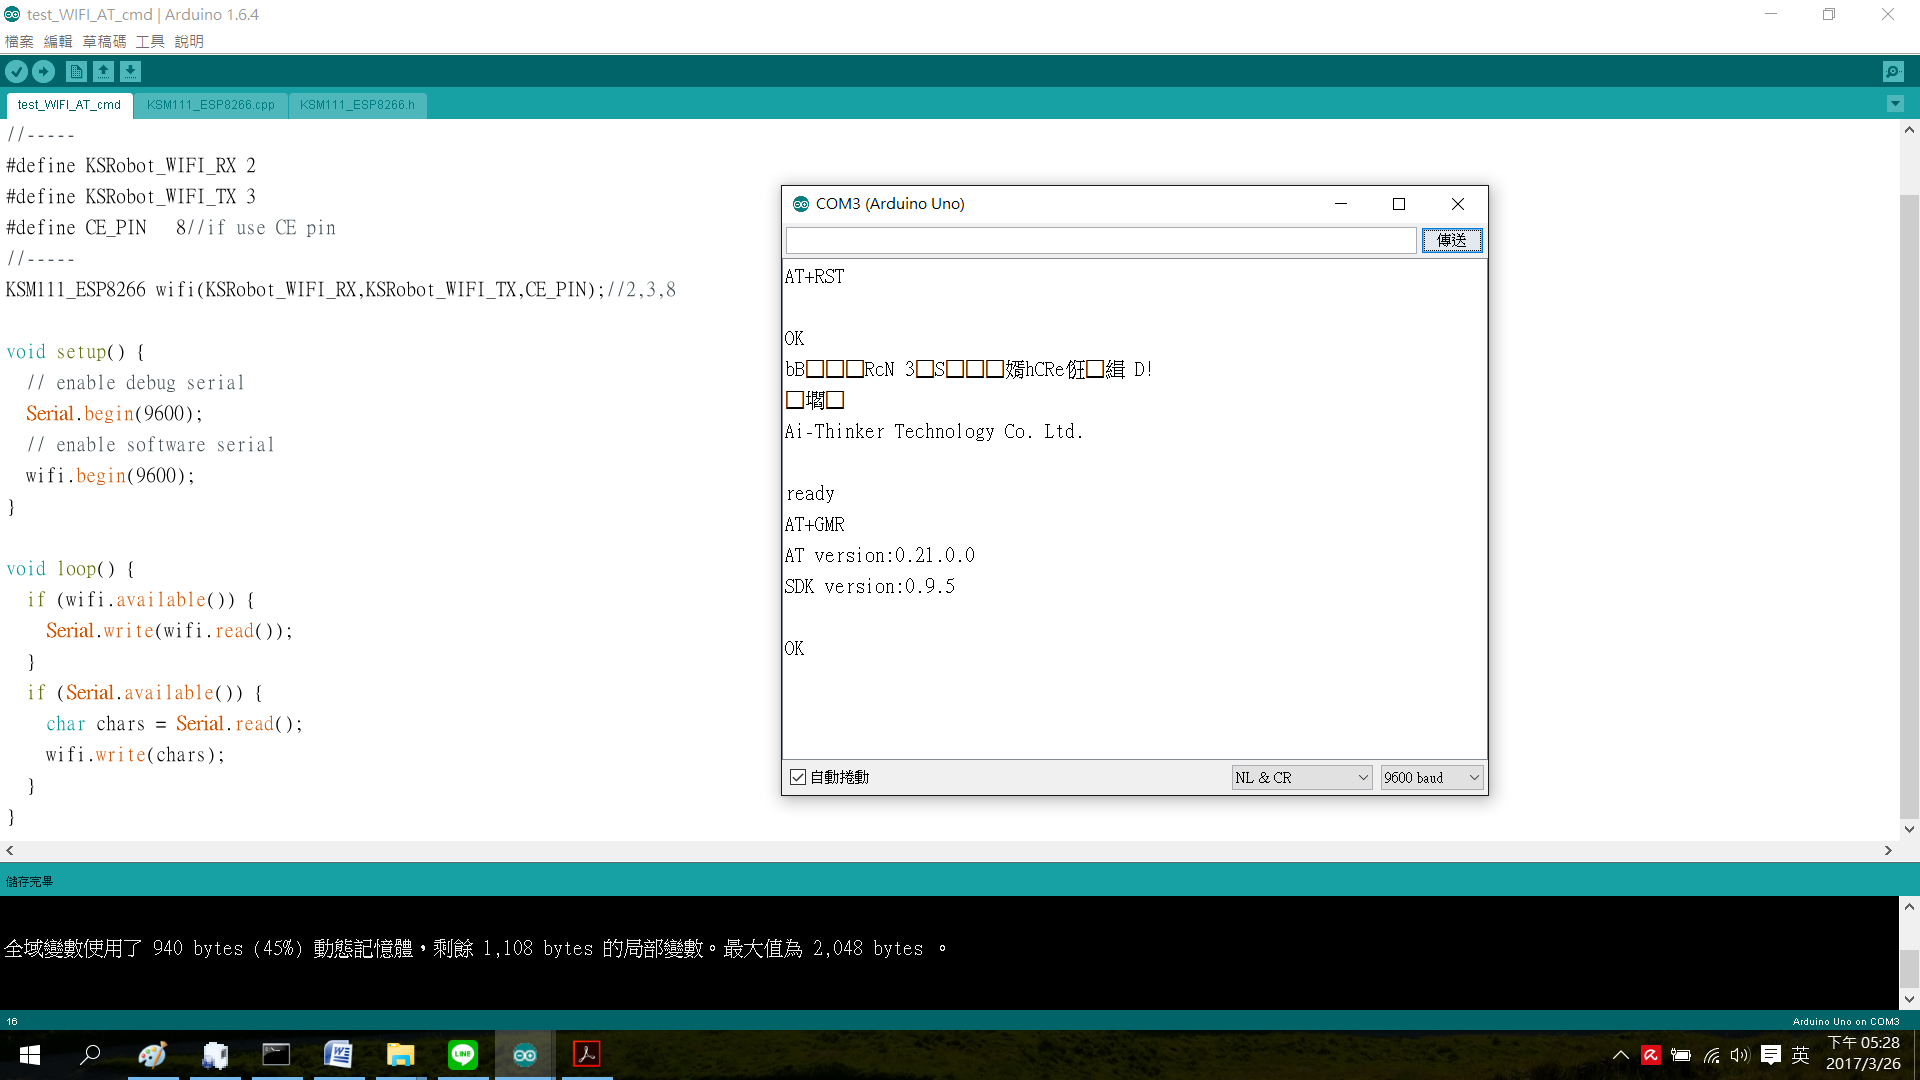 test_WIFI_AT_cmd | Arduino 1.6.4
檔案 編輯 草稿碼 工具 說明
test_WIFI_AT_cmd KSM111_ESP8266.cpp KSM111_ESP8266.h
//-----
#define KSRobot_WIFI_RX 2
#define KSRobot_WIFI_TX 3
#define CE_PIN 8//if use CE pin
//-----
KSM111_ESP8266 wifi(KSRobot_WIFI_RX,KSRobot_WIFI_TX,CE_PIN);//2,3,8
void setup() {
// enable debug serial
Serial.begin(9600);
// enable software serial
wifi.begin(9600);
}
void loop() {
if (wifi.available()) {
Serial.write(wifi.read());
}
if (Serial.available()) {
char chars = Serial.read();
wifi.write(chars);
}
}
COM3 (Arduino Uno)
傳送
AT+RST
OK
bB□□□RcN 3□S□□□婿hCRe□緝 D!
Ai-Thinker Technology Co. Ltd.
ready
AT+GMR
AT version:0.21.0.0
SDK version:0.9.5
OK
自動捲動
NL & CR
9600 baud
儲存完畢
全域變數使用了 940 bytes (45%) 動態記憶體，剩餘 1,108 bytes 的局部變數。最大值為 2,048 bytes 。
16
Arduino Uno on COM3
LINE
英
下午 05:28
2017/3/26